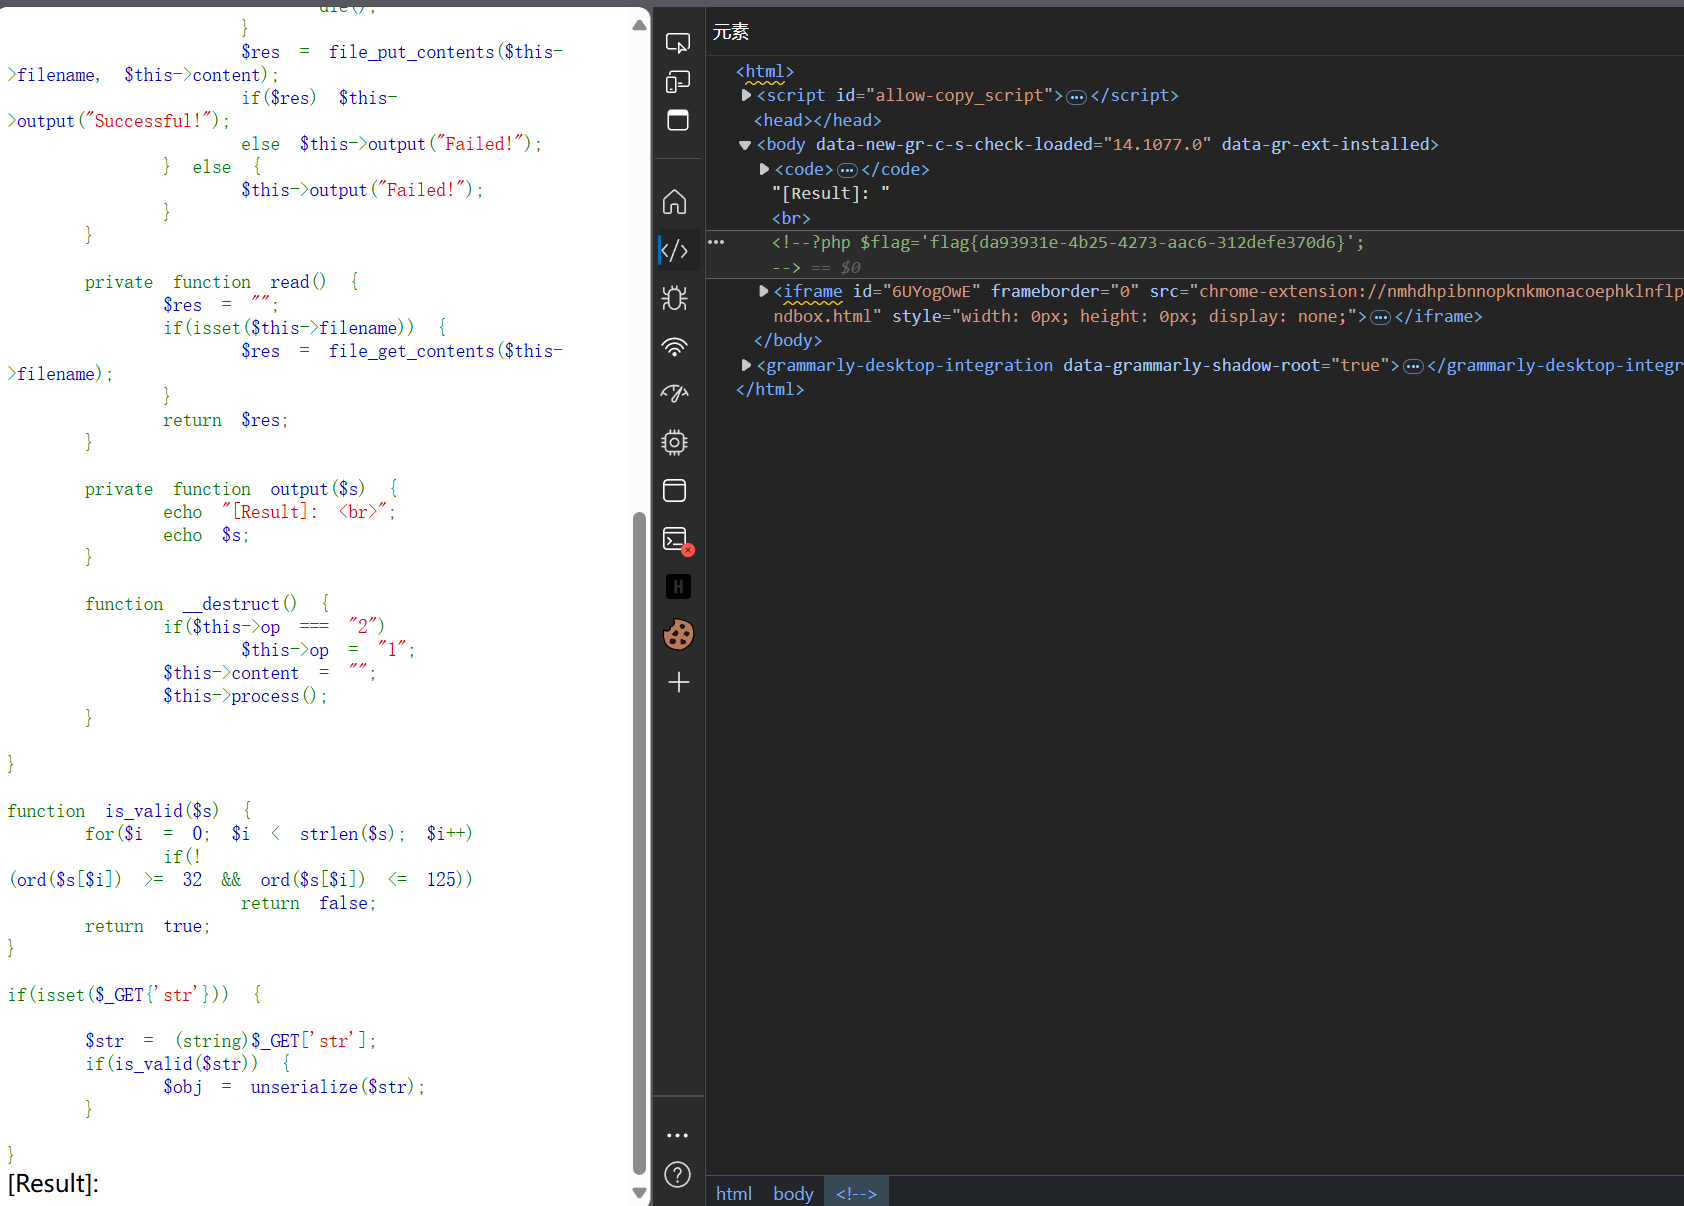 die();
}
$res = file_put_contents($this-
>filename, $this->content);
if($res) $this-
>output("Successful!");
else $this->output("Failed!");
} else {
$this->output("Failed!");
}
}
private function read() {
$res = "";
if(isset($this->filename)) {
$res = file_get_contents($this-
>filename);
}
return $res;
}
private function output($s) {
echo "[Result]: <br>";
echo $s;
}
function __destruct() {
if($this->op === "2")
$this->op = "1";
$this->content = "";
$this->process();
}
}
function is_valid($s) {
for($i = 0; $i < strlen($s); $i++)
if(!
(ord($s[$i]) >= 32 && ord($s[$i]) <= 125))
return false;
return true;
}
if(isset($_GET{'str'})) {
$str = (string)$_GET['str'];
if(is_valid($str)) {
$obj = unserialize($str);
}
}
[Result]:
元素
<html>
<script id="allow-copy_script">…</script>
<head></head>
<body data-new-gr-c-s-check-loaded="14.1077.0" data-gr-ext-installed>
<code>…</code>
"[Result]: "
<br>
<!--?php $flag='flag{da93931e-4b25-4273-aac6-312defe370d6}';
--> == $0
<iframe id="6UYogOwE" frameborder="0" src="chrome-extension://nmhdhpibnnopknkmonacoephklnflp
ndbox.html" style="width: 0px; height: 0px; display: none;">…</iframe>
</body>
<grammarly-desktop-integration data-grammarly-shadow-root="true">…</grammarly-desktop-integr
</html>
html body <!-->